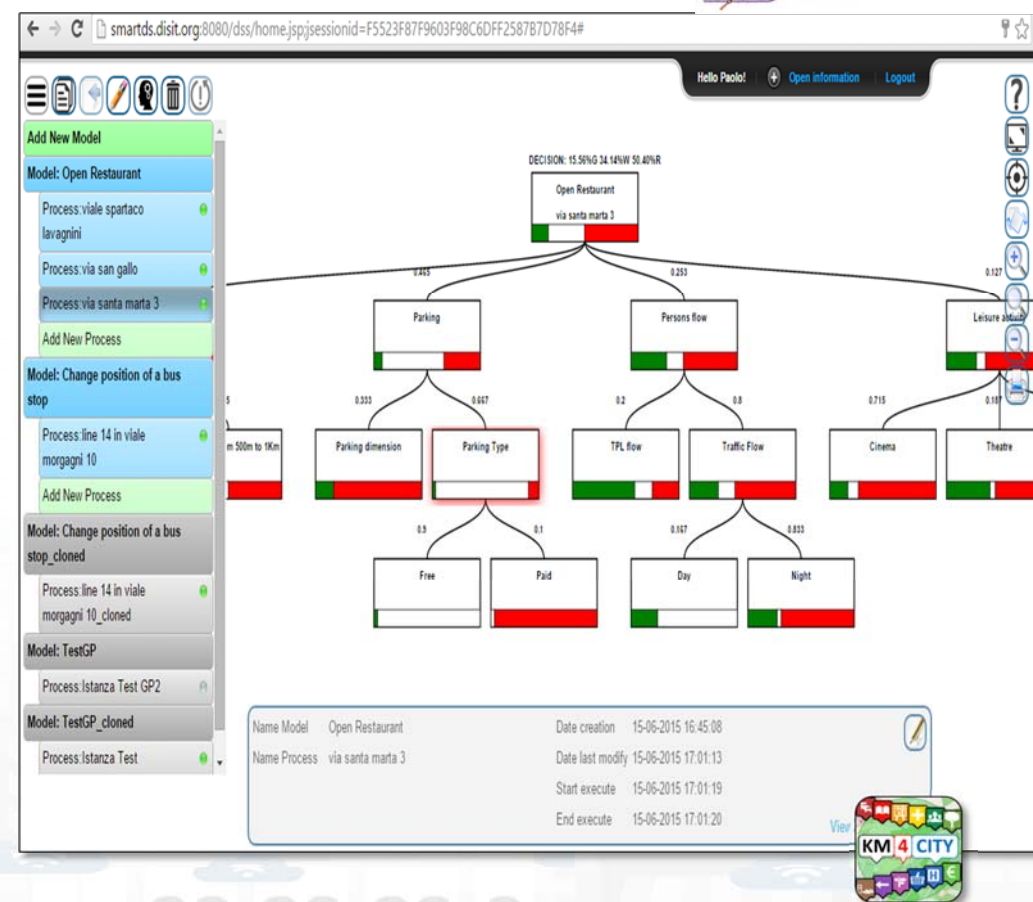 smartds.disit.org:8080/dss/home.jsp;jsessionid=F5523F87F9603F98C6DFF2587B7D78F4#
Hello Paolo! Open information Logout
Add New Model
Model: Open Restaurant
Process:viale spartaco
lavagnini
Process:via san gallo
Process:via santa marta 3
Add New Process
Model: Change position of a bus
stop
Process:line 14 in viale
morgagni 10
Add New Process
Model: Change position of a bus
stop_cloned
Process:line 14 in viale
morgagni 10_cloned
Model: TestGP
Process:Istanza Test GP2
Model: TestGP_cloned
Process:Istanza Test
DECISION: 15.56%G 34.14%W 50.40%R
Open Restaurant
via santa marta 3
0.465 0.253 0.127
Parking Persons flow Leisure activity
5 0.333 0.667 0.2 0.8 0.715 0.187
m 500m to 1Km Parking dimension Parking Type TPL flow Traffic Flow Cinema Theatre
0.9 0.1 0.167 0.833
Free Paid Day Night
Name Model Open Restaurant Date creation 15-06-2015 16:45:08
Name Process via santa marta 3 Date last modify 15-06-2015 17:01:13
Start execute 15-06-2015 17:01:19
End execute 15-06-2015 17:01:20
View
KM 4 CITY